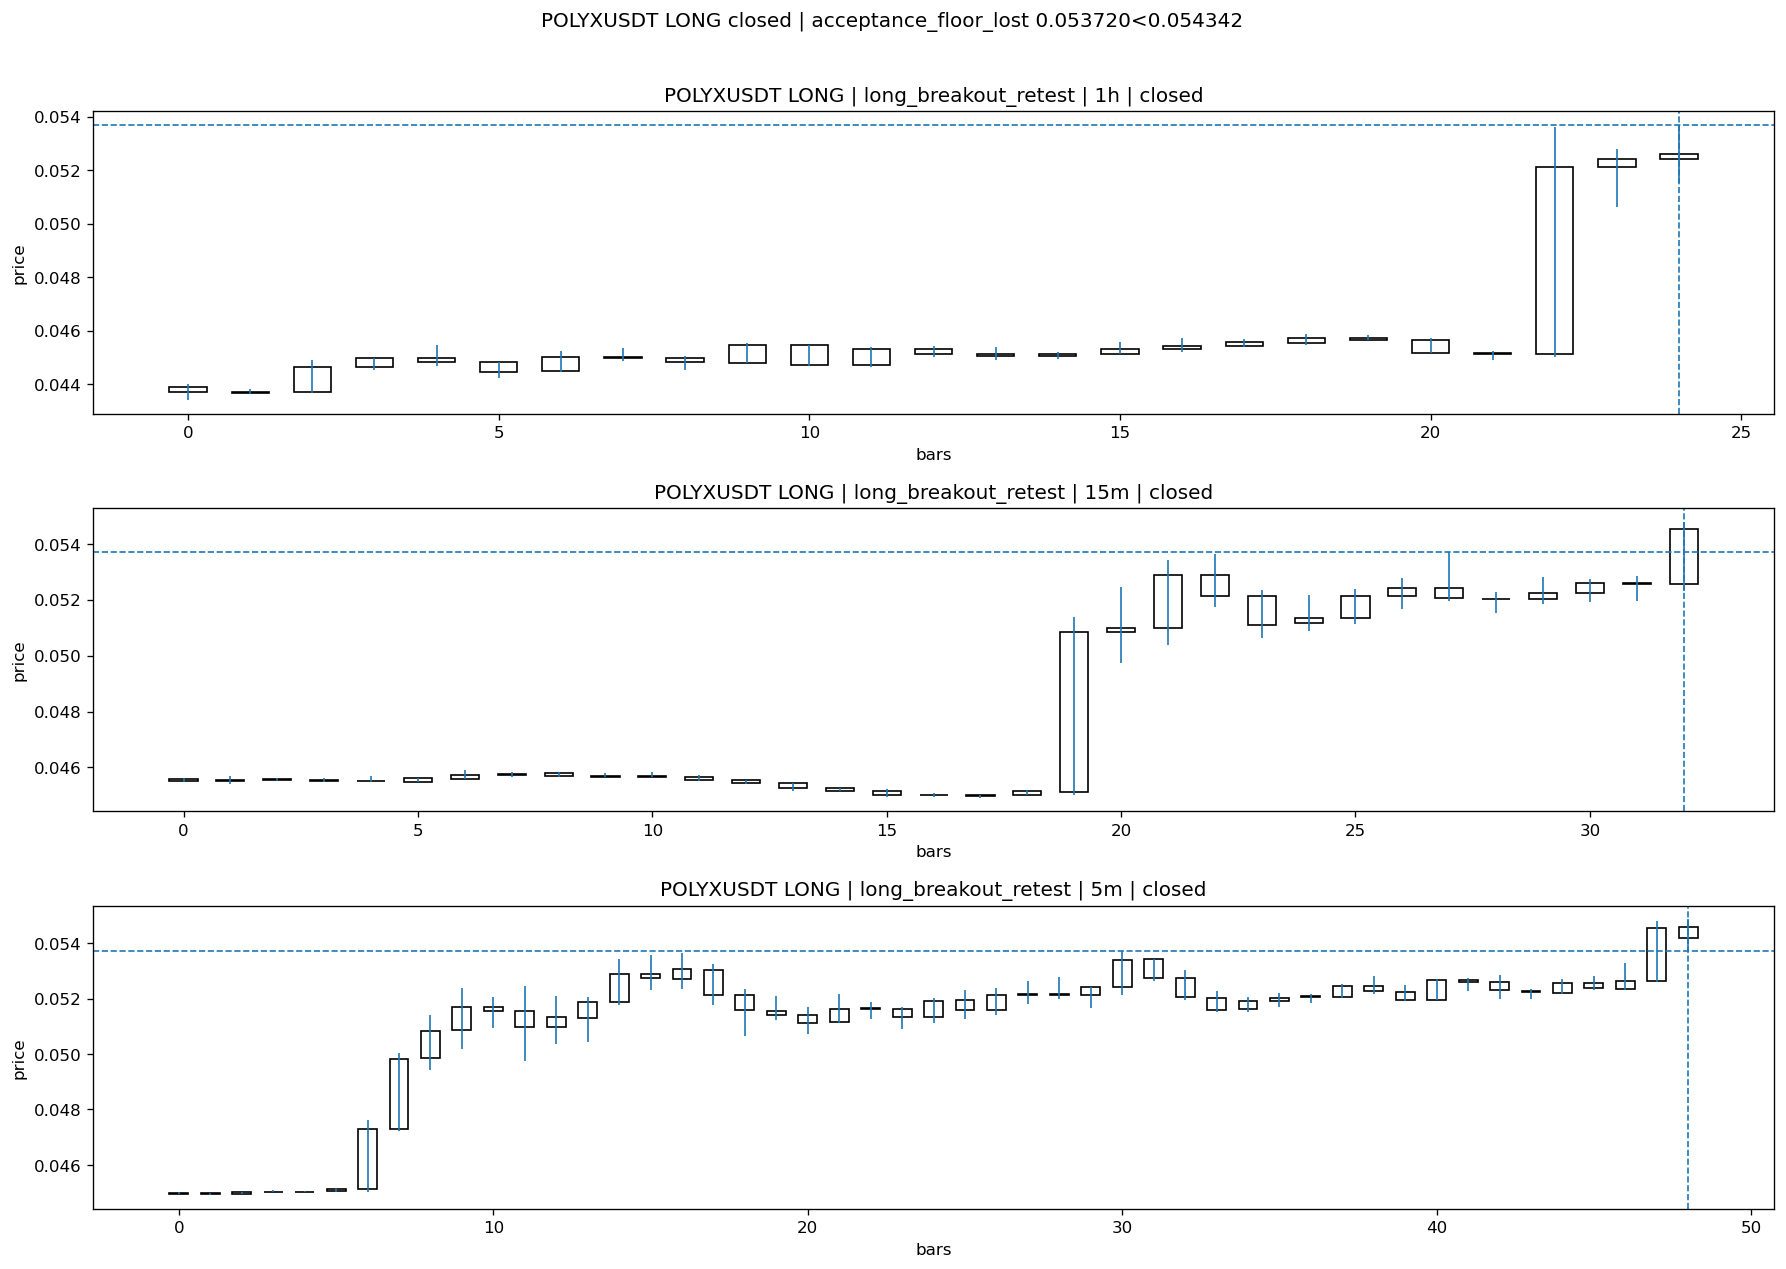 POLYXUSDT LONG closed | acceptance_floor_lost 0.053720<0.054342
POLYXUSDT LONG | long_breakout_retest | 1h | closed
0.054
0.052
0.050
0.048
0.046
0.044
price
0 5 10 15 20 25
bars
POLYXUSDT LONG | long_breakout_retest | 15m | closed
0.054
0.052
0.050
0.048
0.046
price
0 5 10 15 20 25 30
bars
POLYXUSDT LONG | long_breakout_retest | 5m | closed
0.054
0.052
0.050
0.048
0.046
price
0 10 20 30 40 50
bars